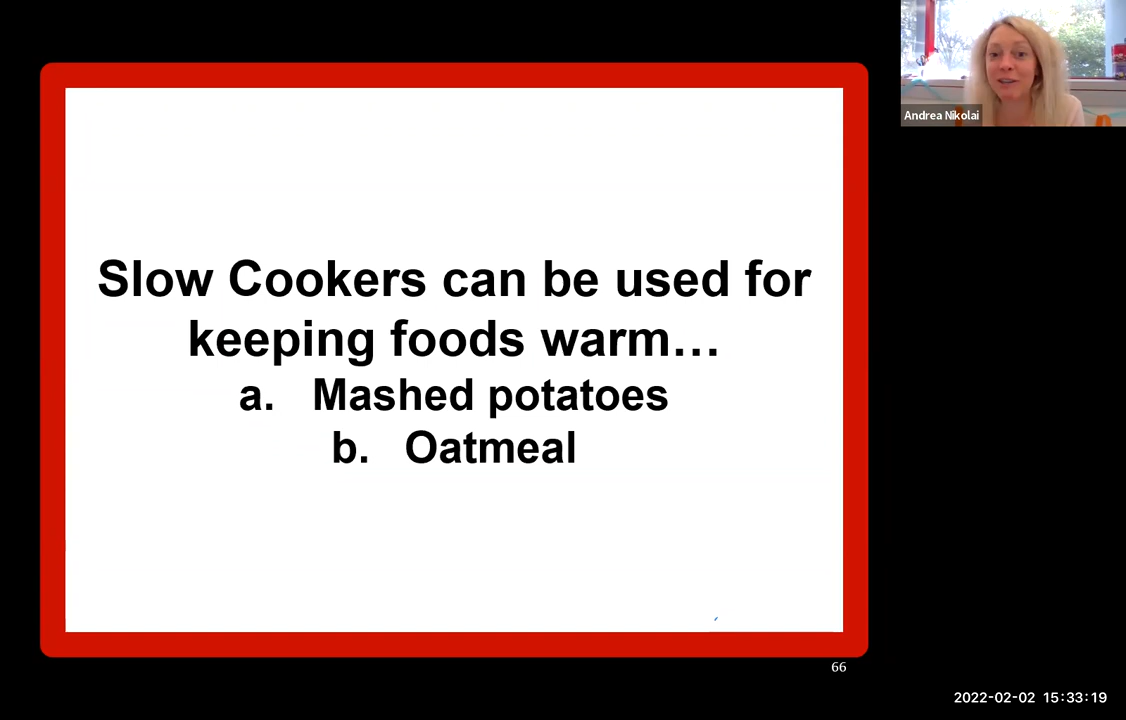 Andrea Nikolai
Slow Cookers can be used for
keeping foods warm…
a. Mashed potatoes
b. Oatmeal
66
2022-02-02 15:33:19